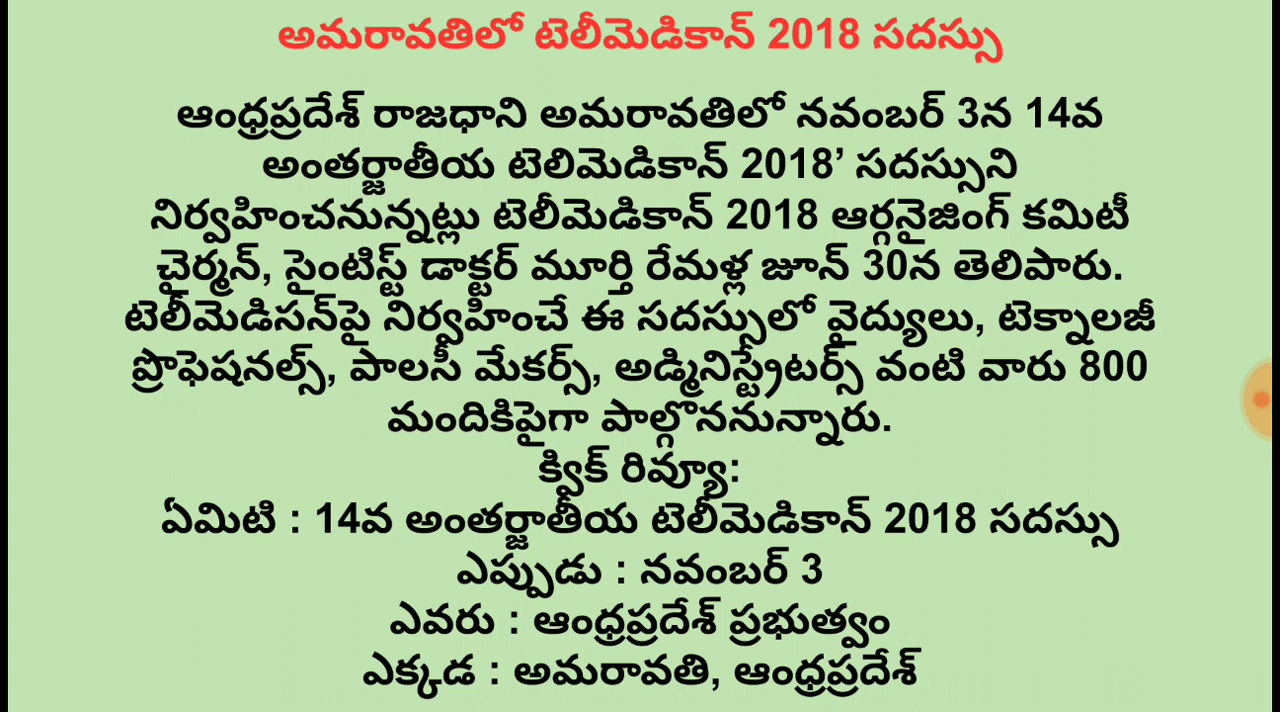 అమరావతిలో టెలీమెడికాన్ 2018 సదస్సు
ఆంధ్రప్రదేశ్ రాజధాని అమరావతిలో నవంబర్ 3న 14వ
అంతర్జాతీయ టెలిమెడికాన్ 2018’ సదస్సుని
నిర్వహించనున్నట్లు టెలీమెడికాన్ 2018 ఆర్గనైజింగ్ కమిటీ
చైర్మన్, సైంటిస్ట్ డాక్టర్ మూర్తి రేమళ్ల జూన్ 30న తెలిపారు.
టెలీమెడిసన్‌పై నిర్వహించే ఈ సదస్సులో వైద్యులు, టెక్నాలజీ
ప్రొఫెషనల్స్, పాలసీ మేకర్స్, అడ్మినిస్ట్రేటర్స్ వంటి వారు 800
మందికిపైగా పాల్గొననున్నారు.
క్విక్ రివ్యూ:
ఏమిటి : 14వ అంతర్జాతీయ టెలీమెడికాన్ 2018 సదస్సు
ఎప్పుడు : నవంబర్ 3
ఎవరు : ఆంధ్రప్రదేశ్ ప్రభుత్వం
ఎక్కడ : అమరావతి, ఆంధ్రప్రదేశ్